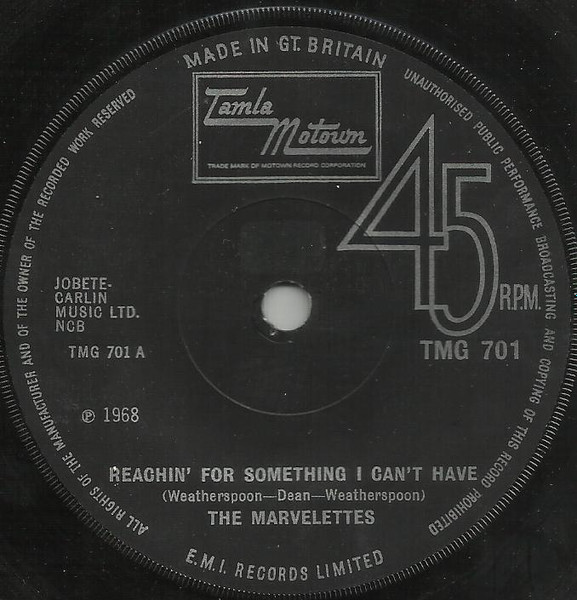 MADE IN GT. BRITAIN
UNAUTHORISED PUBLIC PERFORMANCE BROADCASTING AND COPYING OF THIS RECORD PROHIBITED
ALL RIGHTS OF THE MANUFACTURER AND OF THE OWNER OF THE RECORDED WORK RESERVED
Tamla
Motown
TRADE MARK OF MOTOWN RECORD CORPORATION
45
R.P.M.
TMG 701
JOBETE-
CARLIN
MUSIC LTD.
NCB
TMG 701 A
℗ 1968
REACHIN' FOR SOMETHING I CAN'T HAVE
(Weatherspoon—Dean—Weatherspoon)
THE MARVELETTES
E.M.I. RECORDS LIMITED